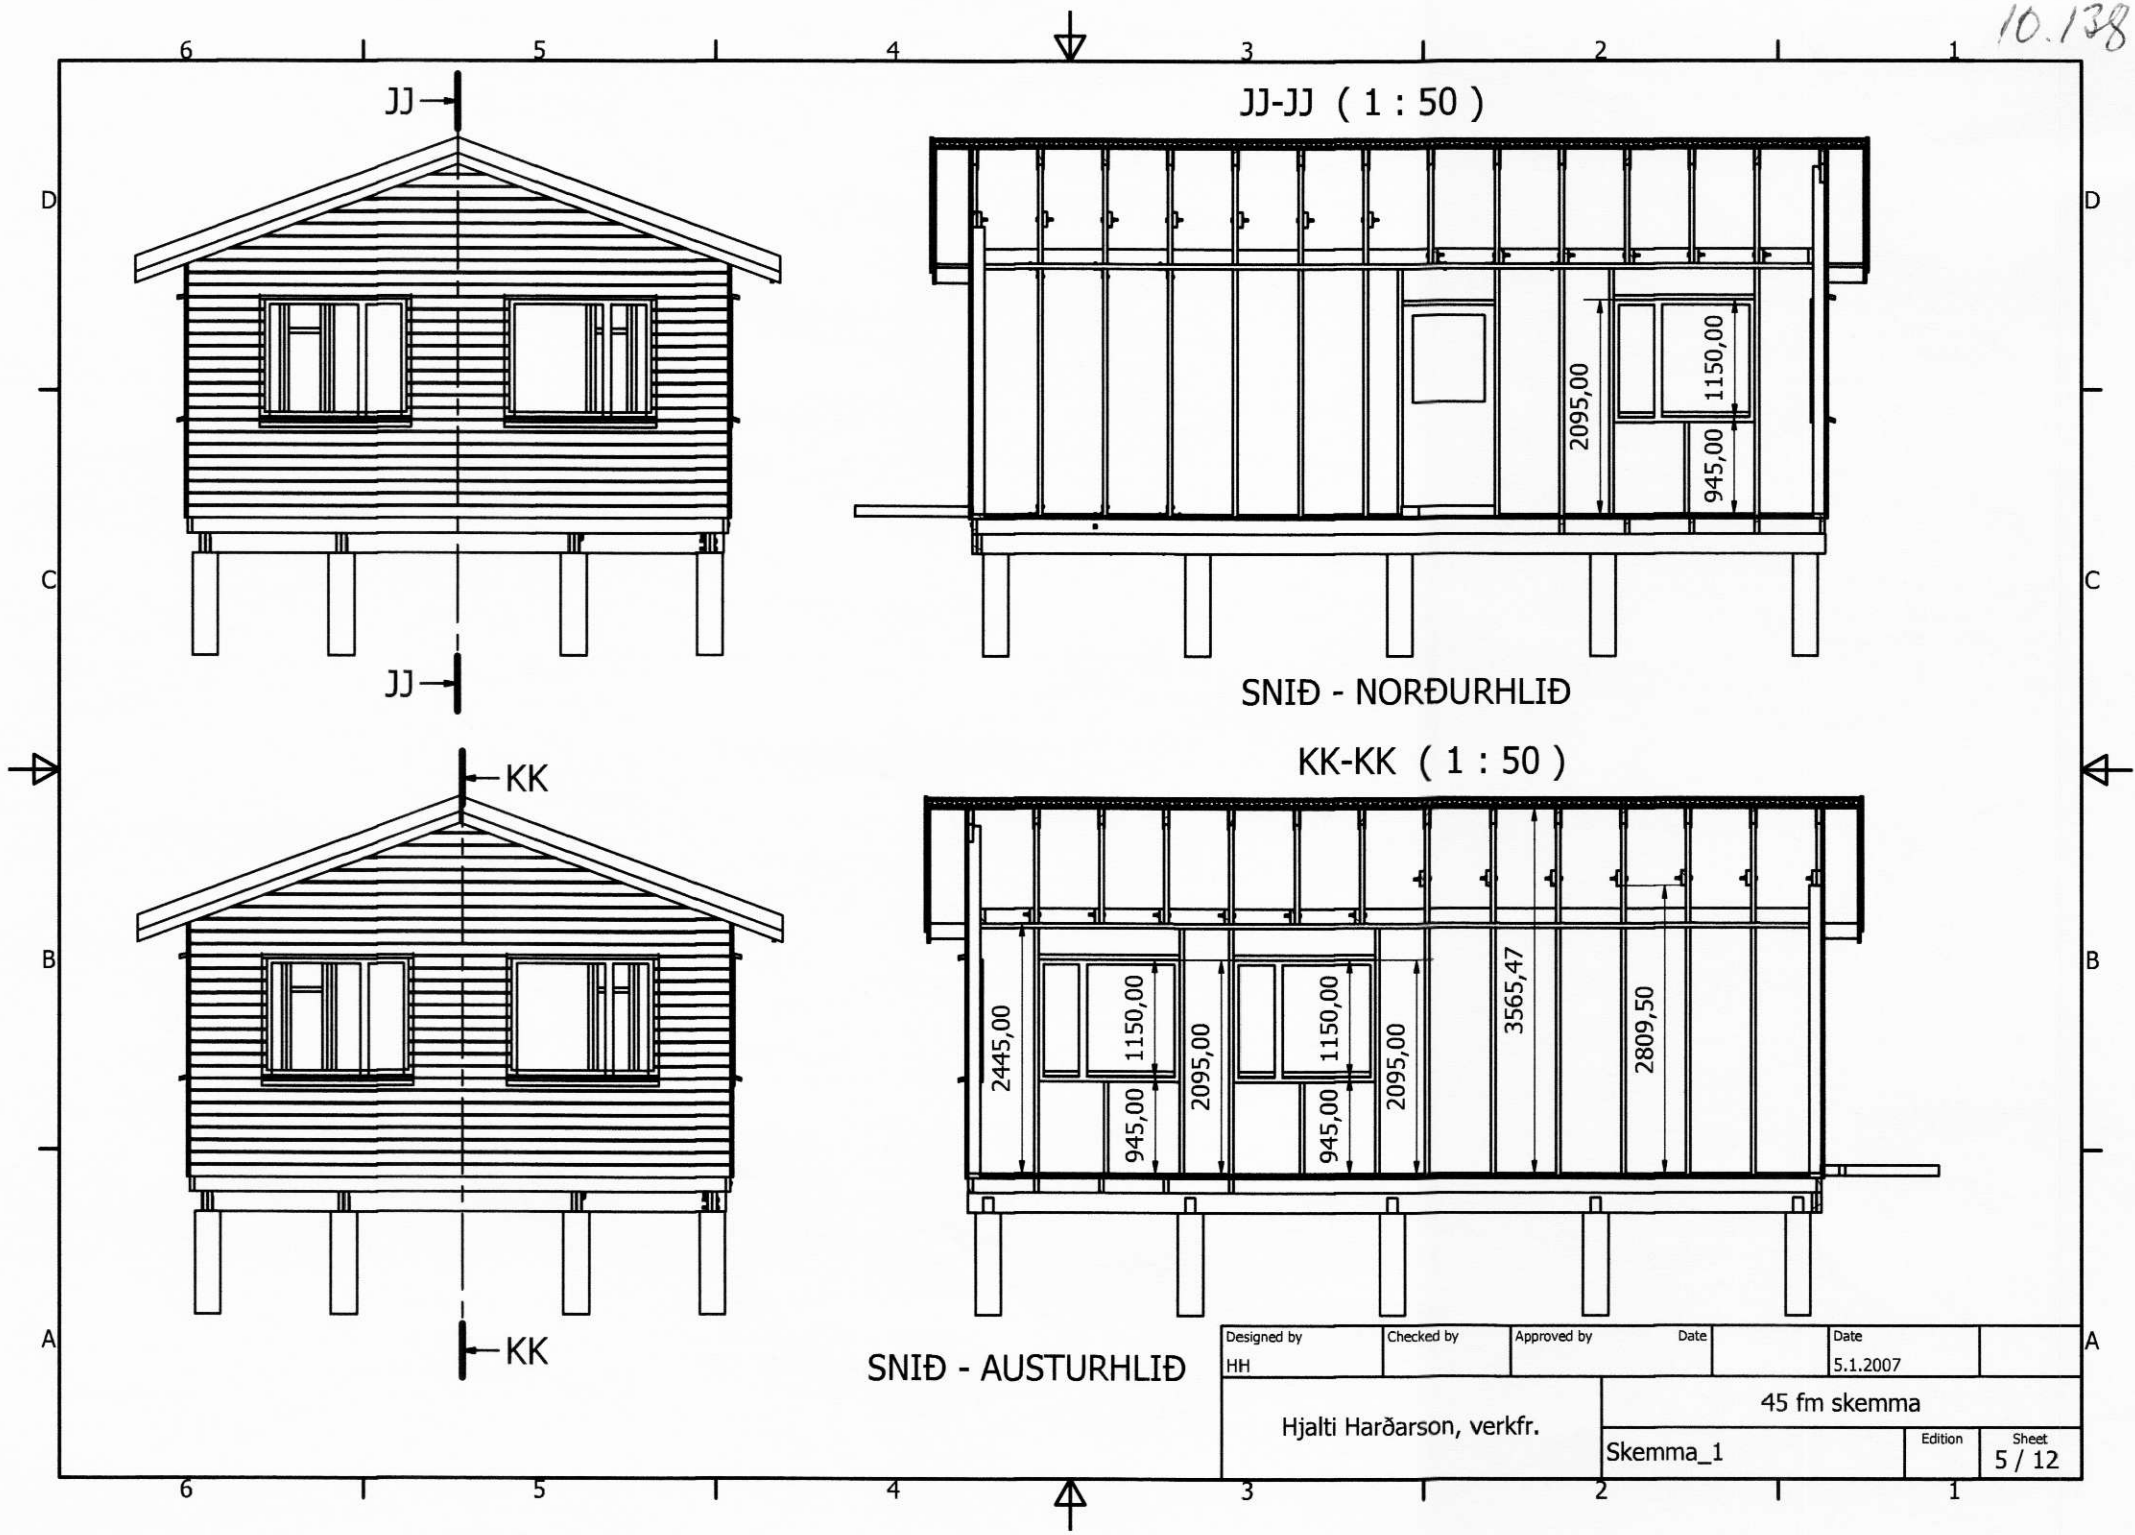 10.138
6 5 4 3 2 1
JJ
JJ-JJ ( 1 : 50 )
D D
2095,00
1150,00
945,00
C C
JJ
SNIÐ - NORÐURHLIÐ
KK
KK-KK ( 1 : 50 )
B B
2445,00
1150,00
945,00
2095,00
1150,00
945,00
2095,00
3565,47
2809,50
A A
KK
SNIÐ - AUSTURHLIÐ
Designed by Checked by Approved by Date Date
HH 5.1.2007
Hjalti Harðarson, verkfr.
45 fm skemma
Skemma_1
Edition Sheet
5 / 12
6 5 4 3 2 1